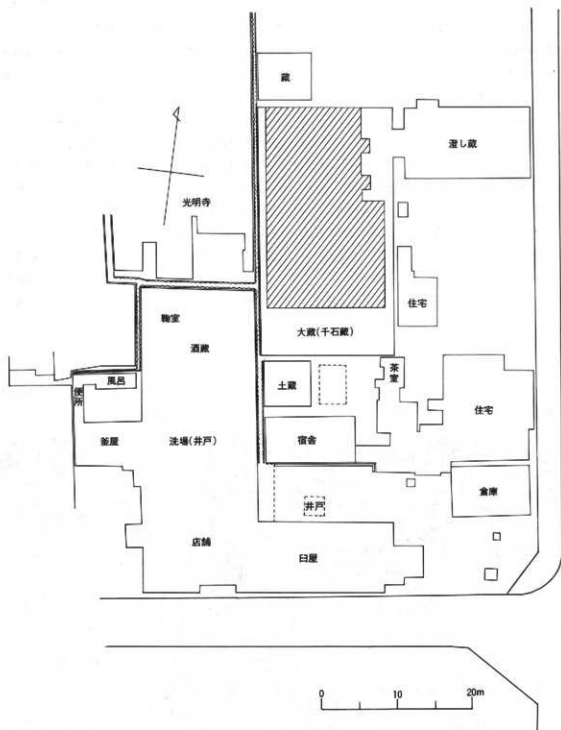 蔵
澄し蔵
光明寺
住宅
麹室
大蔵(千石蔵)
酒蔵
茶室
風呂
土蔵
便所
住宅
釜屋
洗場(井戸)
宿舎
倉庫
井戸
店舗
臼屋
0 10 20m